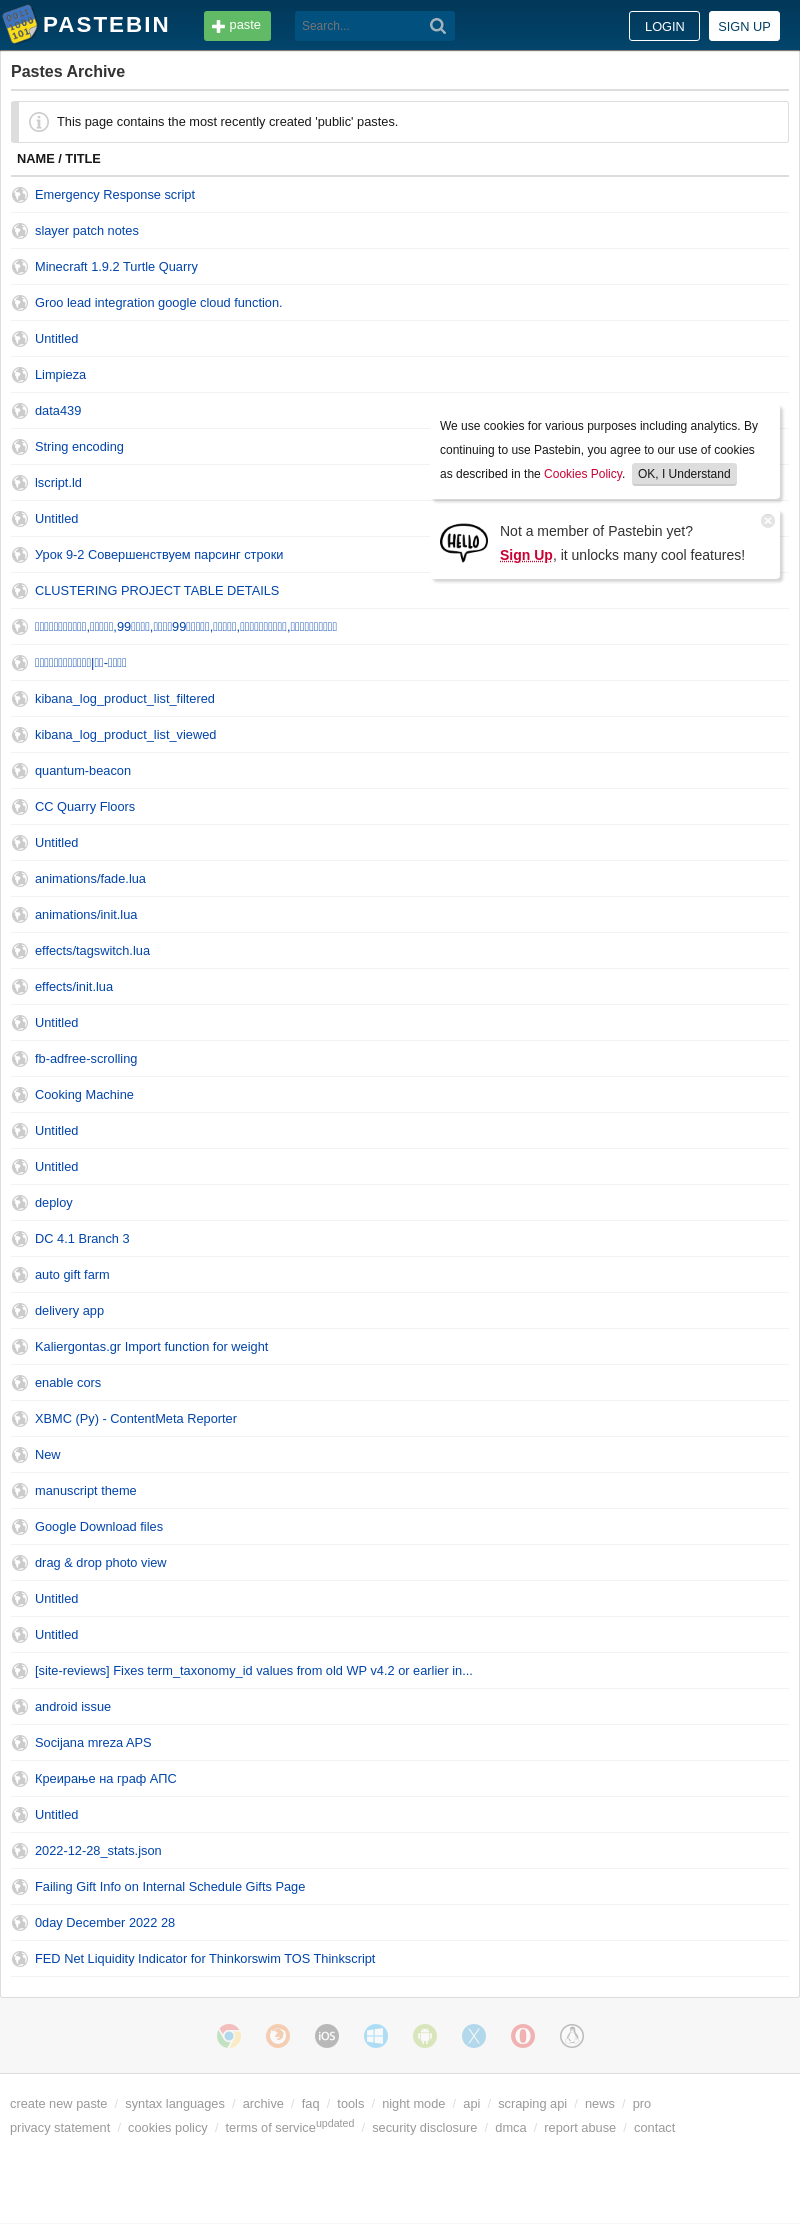 PASTEBIN
paste
Search...
LOGIN
SIGN UP
Pastes Archive
This page contains the most recently created 'public' pastes.
NAME / TITLE
Emergency Response script
slayer patch notes
Minecraft 1.9.2 Turtle Quarry
Groo lead integration google cloud function.
Untitled
Limpieza
data439
String encoding
lscript.ld
Untitled
Урок 9-2 Совершенствуем парсинг строки
CLUSTERING PROJECT TABLE DETAILS
kibana_log_product_list_filtered
kibana_log_product_list_viewed
quantum-beacon
CC Quarry Floors
Untitled
animations/fade.lua
animations/init.lua
effects/tagswitch.lua
effects/init.lua
Untitled
fb-adfree-scrolling
Cooking Machine
Untitled
Untitled
deploy
DC 4.1 Branch 3
auto gift farm
delivery app
Kaliergontas.gr Import function for weight
enable cors
XBMC (Py) - ContentMeta Reporter
New
manuscript theme
Google Download files
drag & drop photo view
Untitled
Untitled
[site-reviews] Fixes term_taxonomy_id values from old WP v4.2 or earlier in...
android issue
Socijana mreza APS
Креирање на граф АПС
Untitled
2022-12-28_stats.json
Failing Gift Info on Internal Schedule Gifts Page
0day December 2022 28
FED Net Liquidity Indicator for Thinkorswim TOS Thinkscript
We use cookies for various purposes including analytics. By
continuing to use Pastebin, you agree to our use of cookies
as described in the Cookies Policy. OK, I Understand
HELLO
Not a member of Pastebin yet?
Sign Up, it unlocks many cool features!
iOS
create new paste / syntax languages / archive / faq / tools / night mode / api / scraping api / news / pro
privacy statement / cookies policy / terms of service updated / security disclosure / dmca / report abuse / contact